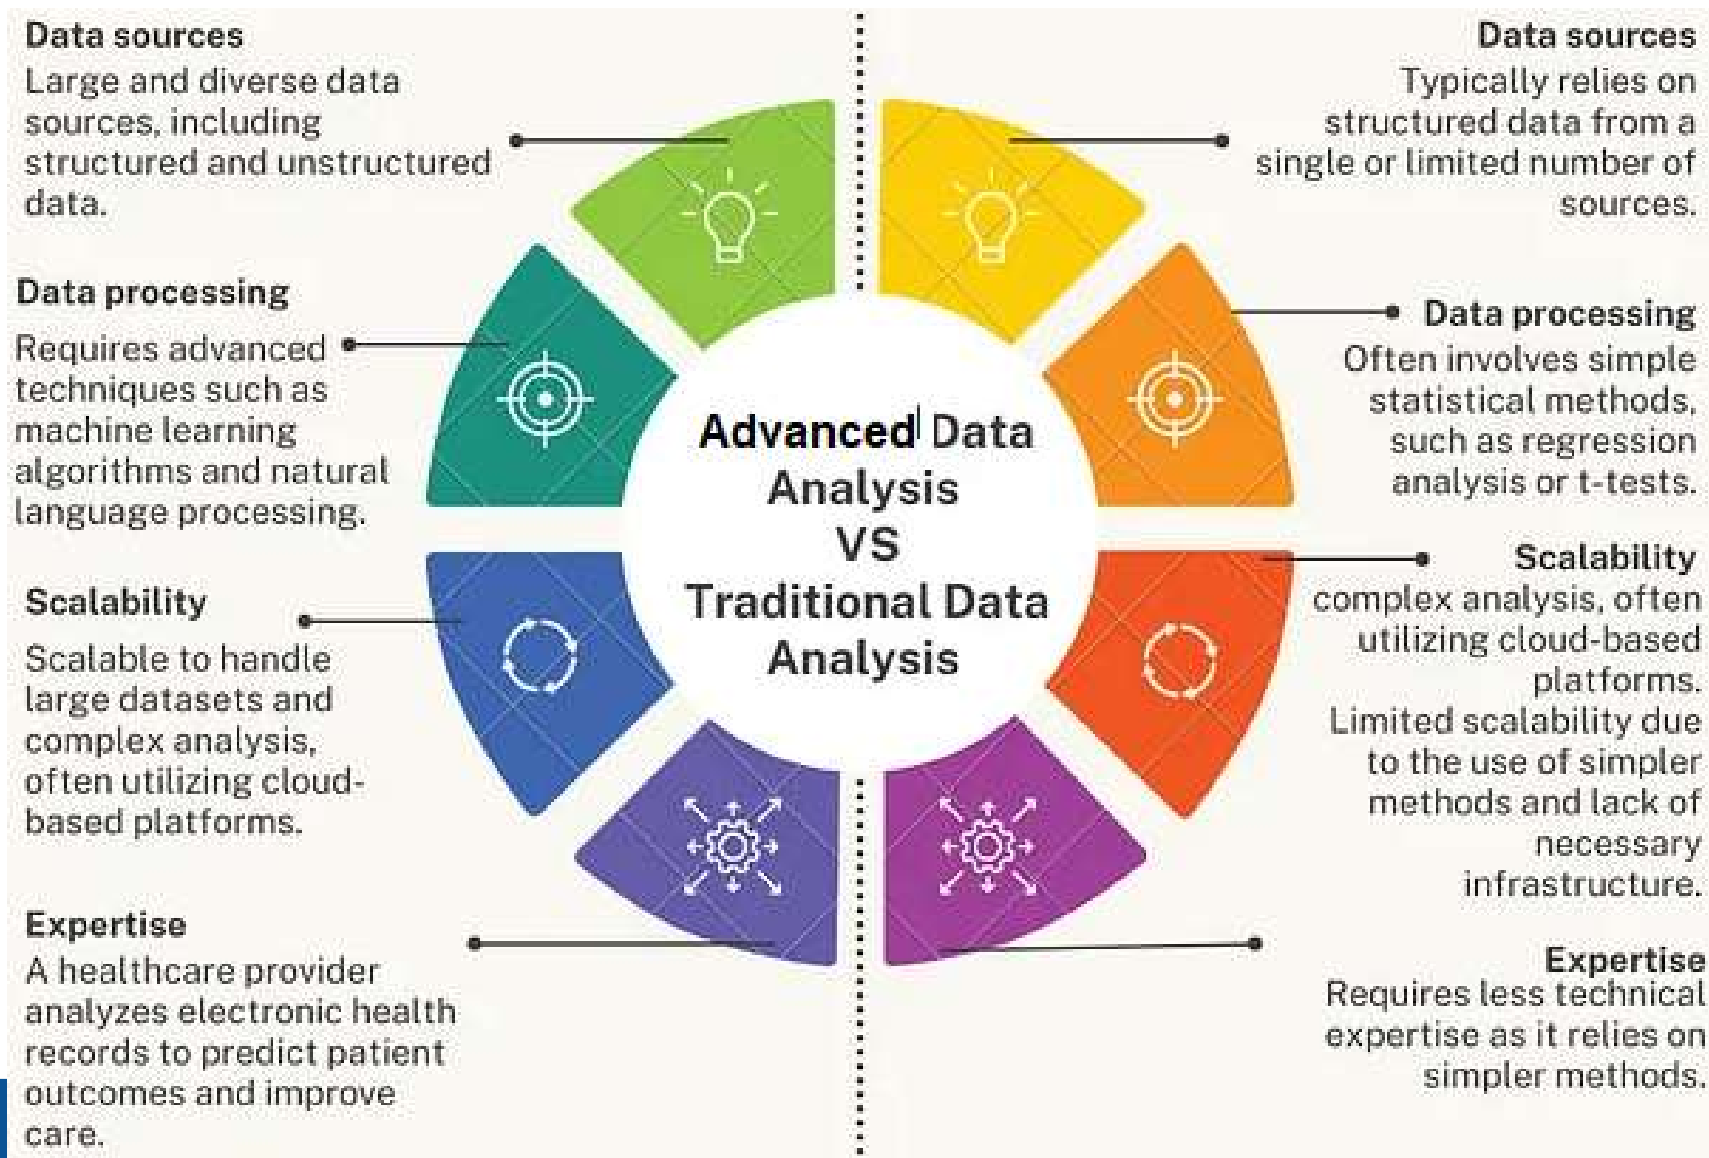 Data sources
Large and diverse data
sources, including
structured and unstructured
data.
Data processing
Requires advanced
techniques such as
machine learning
algorithms and natural
language processing.
Scalability
Scalable to handle
large datasets and
complex analysis,
often utilizing cloud-
based platforms.
Expertise
A healthcare provider
analyzes electronic health
records to predict patient
outcomes and improve
care.
Advanced Data
Analysis
VS
Traditional Data
Analysis
Data sources
Typically relies on
structured data from a
single or limited number of
sources.
Data processing
Often involves simple
statistical methods,
such as regression
analysis or t-tests.
Scalability
complex analysis, often
utilizing cloud-based
platforms.
Limited scalability due
to the use of simpler
methods and lack of
necessary
infrastructure.
Expertise
Requires less technical
expertise as it relies on
simpler methods.